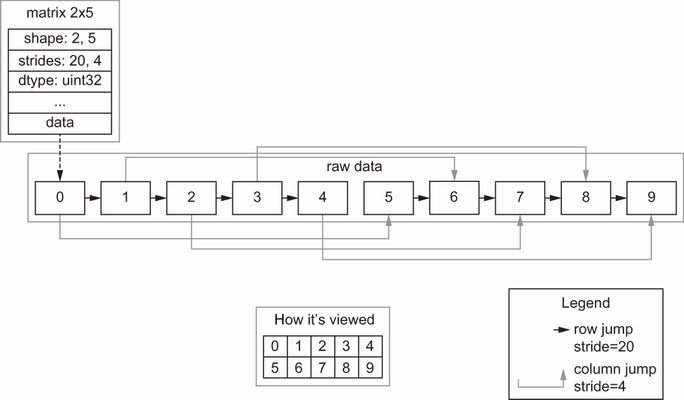 matrix 2x5
shape: 2, 5
strides: 20, 4
dtype: uint32
...
data
raw data
0 1 2 3 4 5 6 7 8 9
How it's viewed
0 1 2 3 4
5 6 7 8 9
Legend
row jump
stride=20
column jump
stride=4